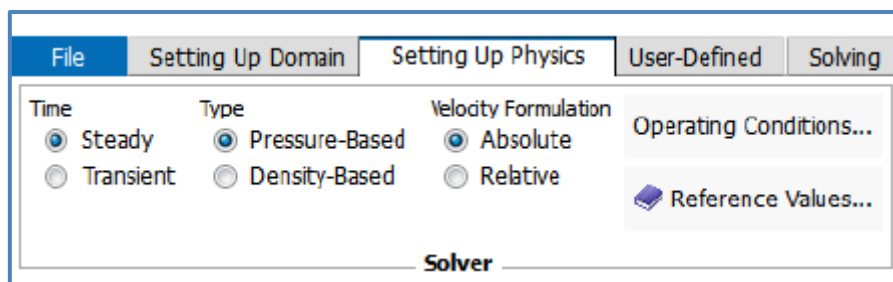 File Setting Up Domain Setting Up Physics User-Defined Solving
Time Type Velocity Formulation
Steady Pressure-Based Absolute Operating Conditions...
Transient Density-Based Relative Reference Values...
Solver